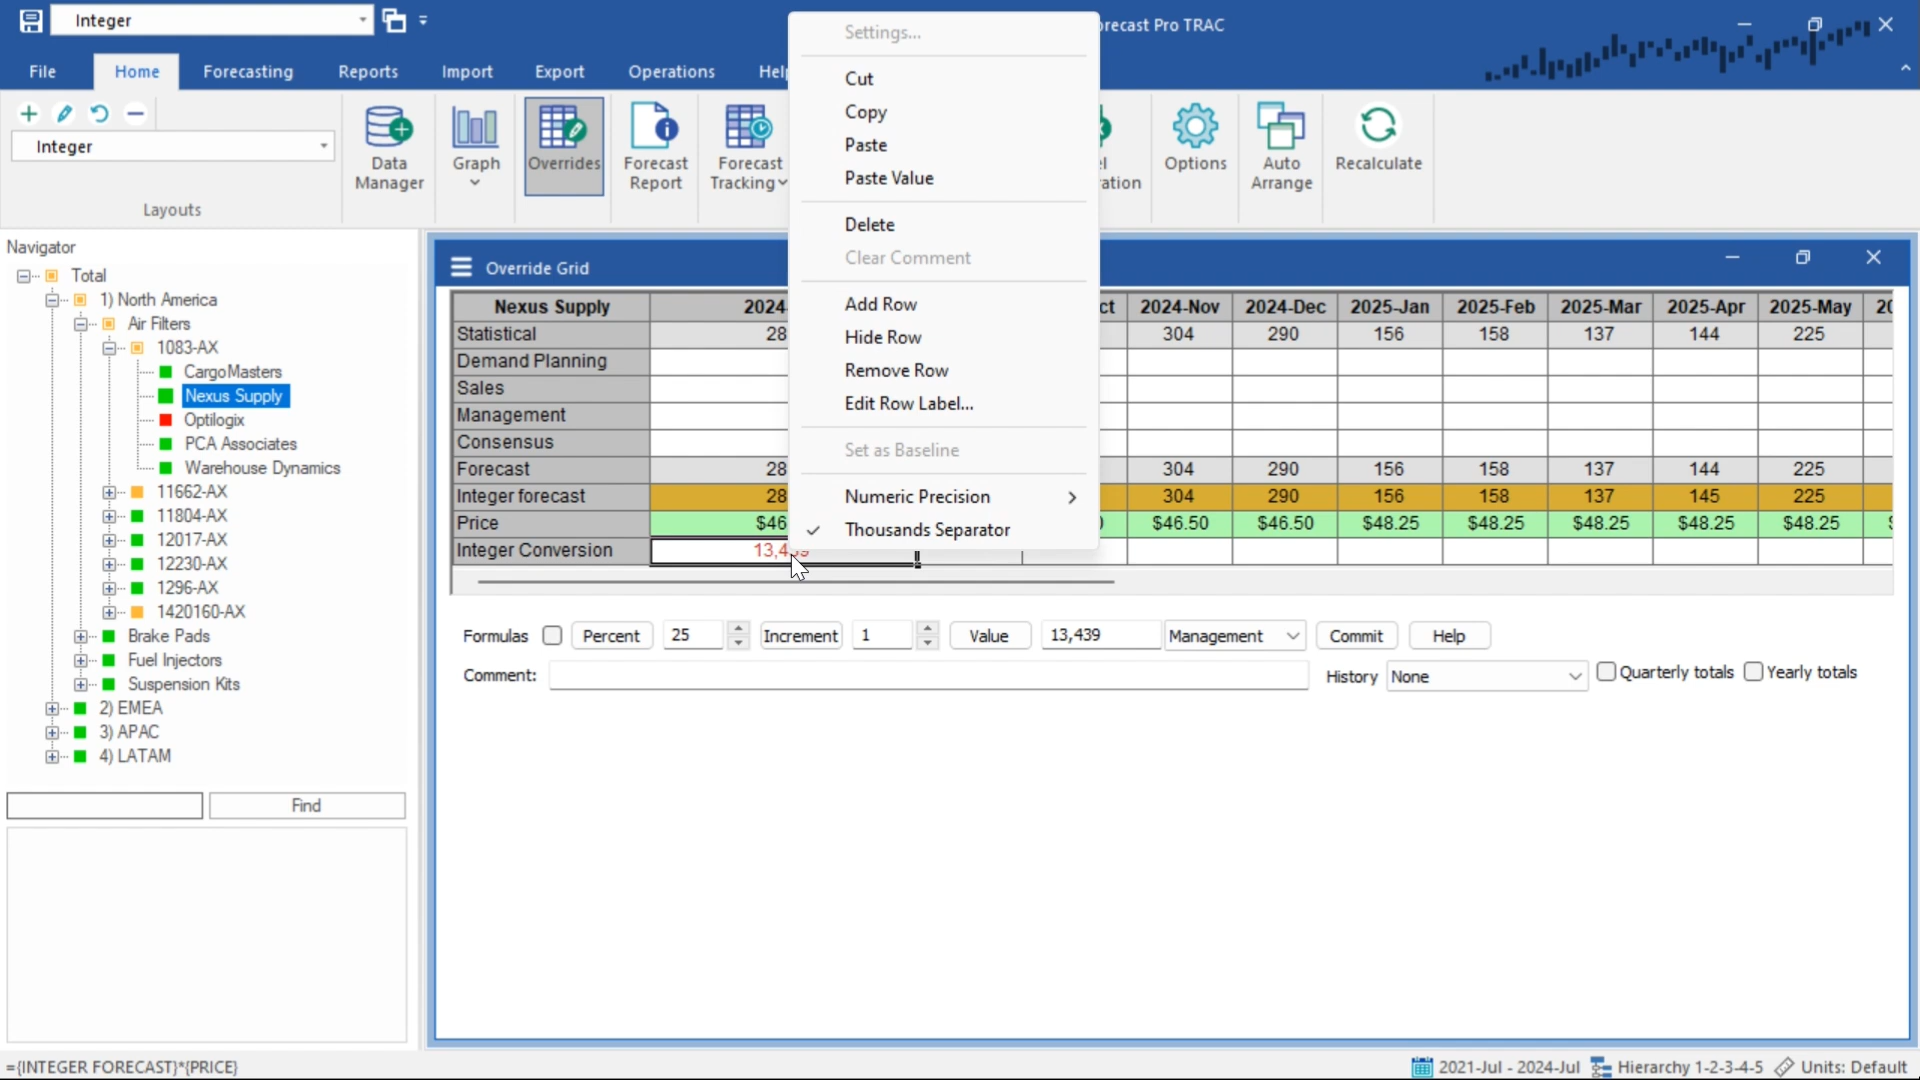 Integer
orecast Pro TRAC
File Home Forecasting Reports Import Export Operations Hel
Integer
Layouts
Data Manager
Graph
Overrides
Forecast Report
Forecast Tracking
ation
Options
Auto Arrange
Recalculate
Settings...
Cut
Copy
Paste
Paste Value
Delete
Clear Comment
Add Row
Hide Row
Remove Row
Edit Row Label...
Set as Baseline
Numeric Precision
Thousands Separator
Navigator
Total
1) North America
Air Filters
1083-AX
CargoMasters
Nexus Supply
Optilogix
PCA Associates
Warehouse Dynamics
11662-AX
11804-AX
12017-AX
12230-AX
1296-AX
1420160-AX
Brake Pads
Fuel Injectors
Suspension Kits
2) EMEA
3) APAC
4) LATAM
Find
Override Grid
Nexus Supply 2024- ct 2024-Nov 2024-Dec 2025-Jan 2025-Feb 2025-Mar 2025-Apr 2025-May 20
Statistical 28 304 290 156 158 137 144 225
Demand Planning
Sales
Management
Consensus
Forecast 28 304 290 156 158 137 144 225
Integer forecast 28 304 290 156 158 137 145 225
Price $46 $46.50 $46.50 $48.25 $48.25 $48.25 $48.25 $48.25
Integer Conversion 13,439
Formulas Percent 25 Increment 1 Value 13,439 Management Commit Help
Comment: History None Quarterly totals Yearly totals
={INTEGER FORECAST}*{PRICE}
2021-Jul - 2024-Jul Hierarchy 1-2-3-4-5 Units: Default